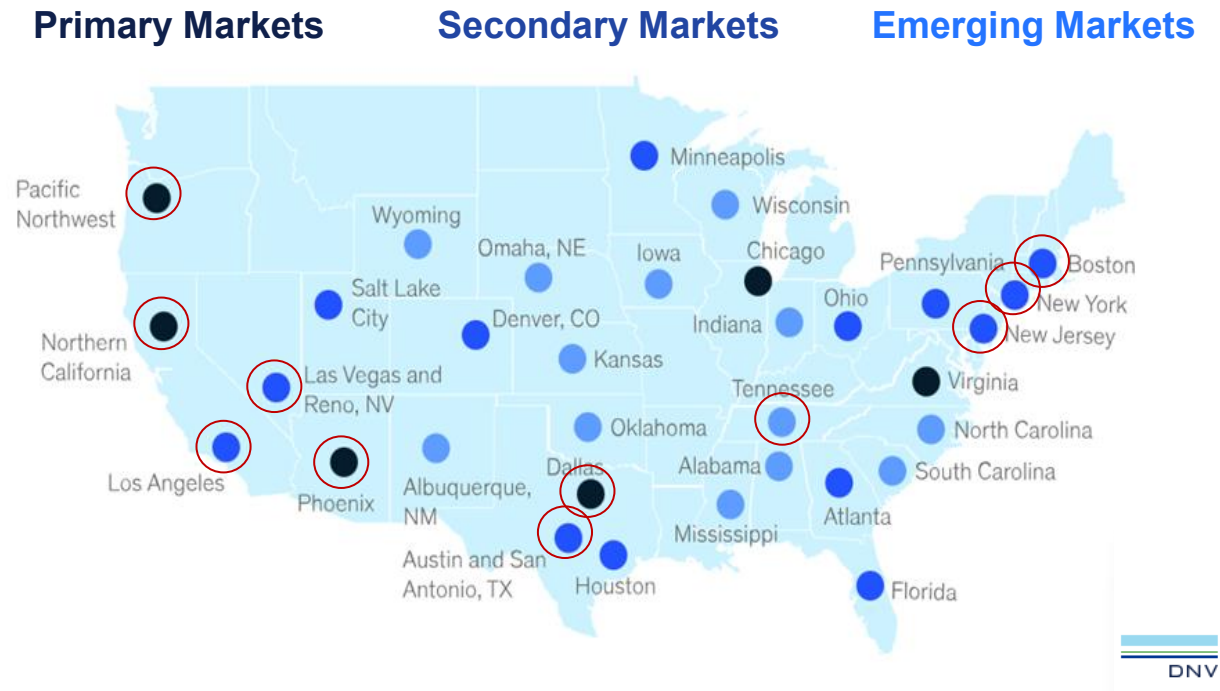 Primary Markets
Secondary Markets
Emerging Markets
Minneapolis
Pacific
Northwest
Wisconsin
Wyoming
Omaha, NE
Iowa
Chicago
Pennsylvania
Boston
Salt Lake
City
Ohio
New York
Denver, CO
Indiana
New Jersey
Northern
California
Kansas
Las Vegas and
Reno, NV
Tennessee
Virginia
Oklahoma
North Carolina
Dallas
Alabama
South Carolina
Los Angeles
Phoenix
Albuquerque,
NM
Atlanta
Mississippi
Austin and San
Antonio, TX
Houston
Florida
DNV